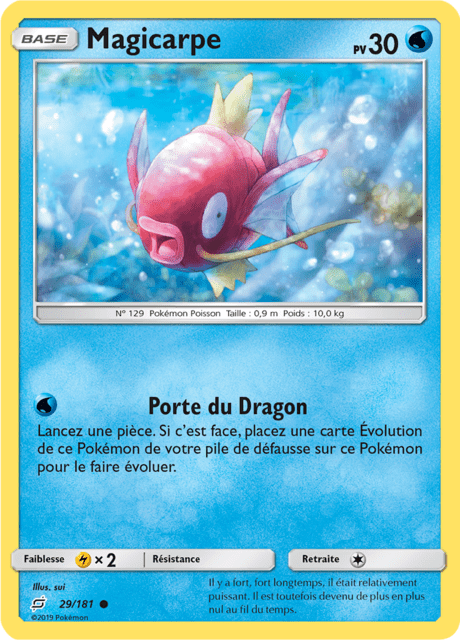 BASE Magicarpe PV30
N° 129 Pokémon Poisson Taille : 0,9 m Poids : 10,0 kg
Porte du Dragon
Lancez une pièce. Si c'est face, placez une carte Évolution
de ce Pokémon de votre pile de défausse sur ce Pokémon
pour le faire évoluer.
Faiblesse ×2 Résistance Retraite
Illus. sui
29/181
©2019 Pokémon
Il y a fort, fort longtemps, il était relativement
puissant. Il est toutefois devenu de plus en plus
nul au fil du temps.